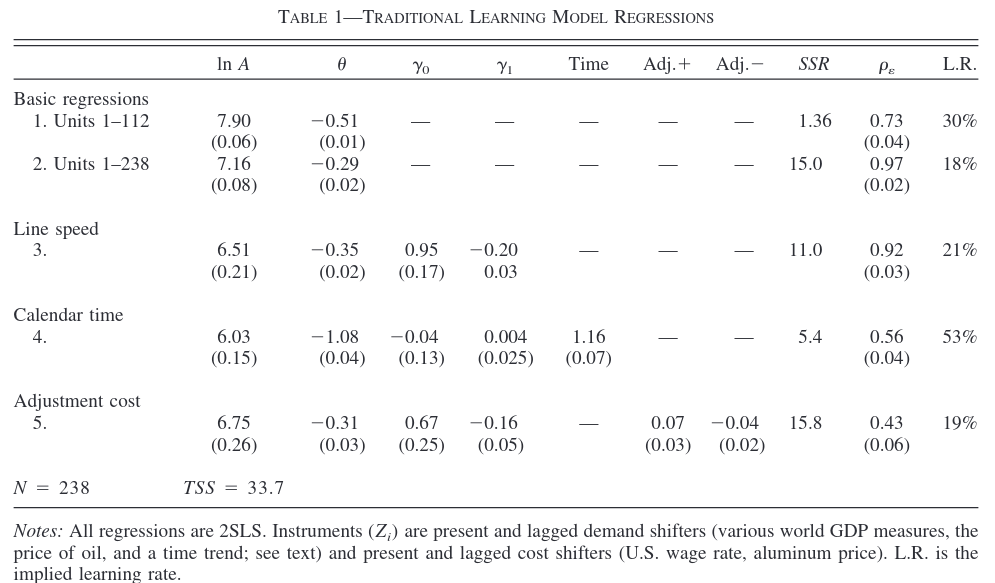 TABLE 1—TRADITIONAL LEARNING MODEL REGRESSIONS
ln A θ γ0 γ1 Time Adj.+ Adj.− SSR ρε L.R.
Basic regressions
1. Units 1–112 7.90 −0.51 — — — — — 1.36 0.73 30%
(0.06) (0.01) (0.04)
2. Units 1–238 7.16 −0.29 — — — — — 15.0 0.97 18%
(0.08) (0.02) (0.02)
Line speed
3. 6.51 −0.35 0.95 −0.20 — — — 11.0 0.92 21%
(0.21) (0.02) (0.17) 0.03 (0.03)
Calendar time
4. 6.03 −1.08 −0.04 0.004 1.16 — — 5.4 0.56 53%
(0.15) (0.04) (0.13) (0.025) (0.07) (0.04)
Adjustment cost
5. 6.75 −0.31 0.67 −0.16 — 0.07 −0.04 15.8 0.43 19%
(0.26) (0.03) (0.25) (0.05) (0.03) (0.02) (0.06)
N = 238 TSS = 33.7
Notes: All regressions are 2SLS. Instruments (Zi) are present and lagged demand shifters (various world GDP measures, the
price of oil, and a time trend; see text) and present and lagged cost shifters (U.S. wage rate, aluminum price). L.R. is the
implied learning rate.